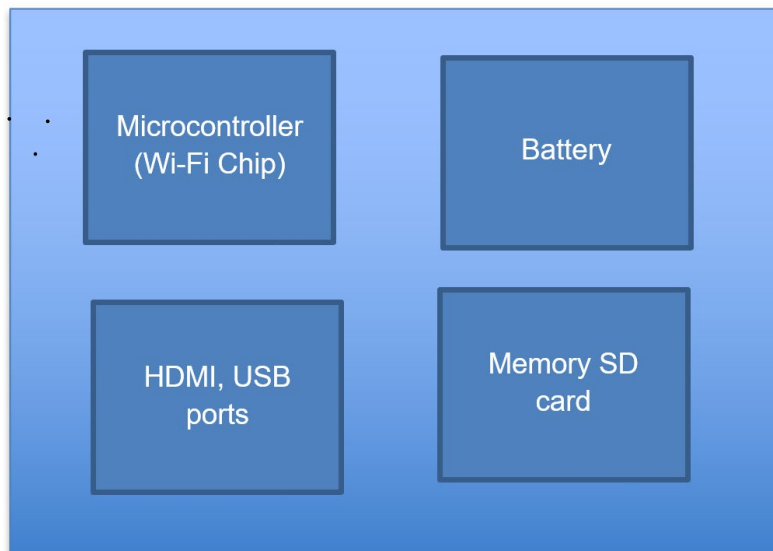 Microcontroller
(Wi-Fi Chip)
Battery
HDMI, USB
ports
Memory SD
card